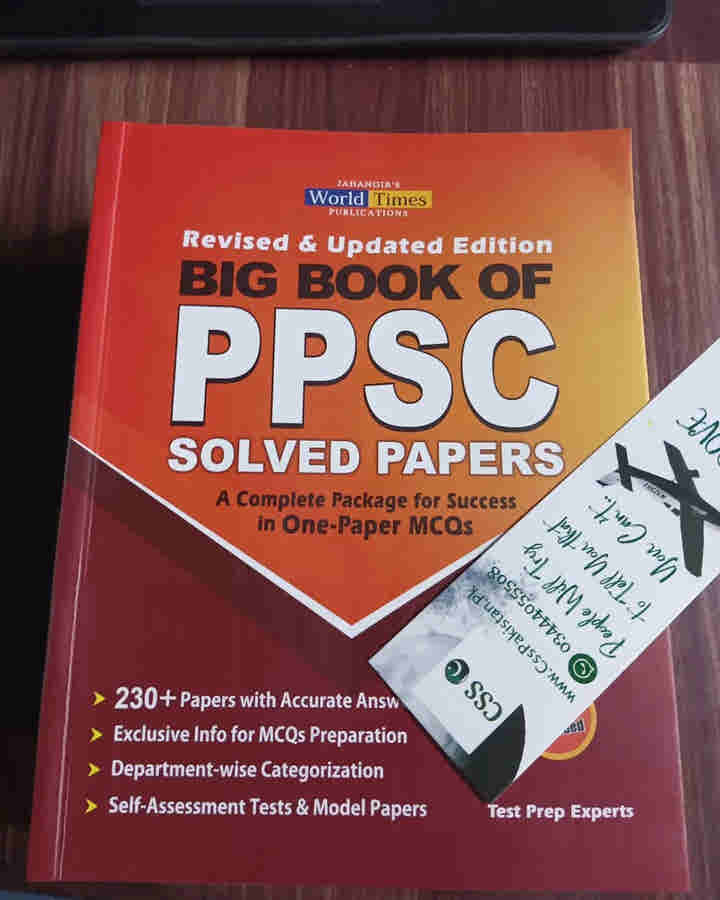 JAHANGIR'S
World Times
PUBLICATIONS
Revised & Updated Edition
BIG BOOK OF
PPSC
SOLVED PAPERS
A Complete Package for Success
in One-Paper MCQs
230+ Papers with Accurate Answ
Exclusive Info for MCQs Preparation
Department-wise Categorization
Self-Assessment Tests & Model Papers
Test Prep Experts
CSS
www.CssPakistan.Pk
03444035508
People Will Try
to Tell You that
You Can't..